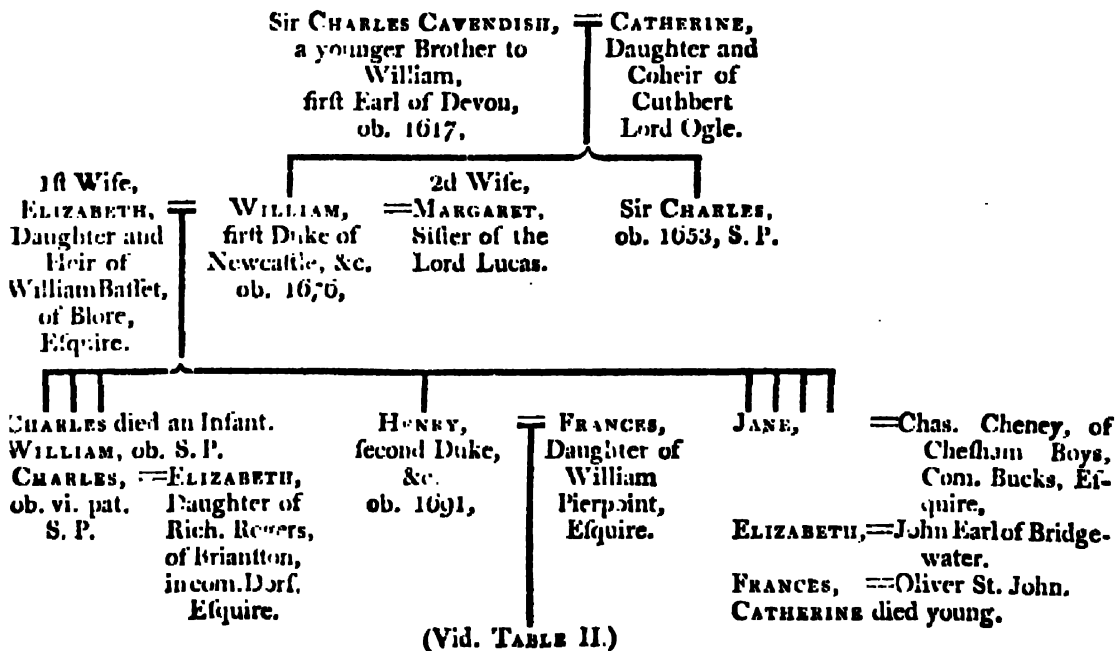 Sir CHARLES CAVENDISH,
a younger Brother to
William,
firſt Earl of Devon,
ob. 1617,
= CATHERINE,
Daughter and
Coheir of
Cuthbert
Lord Ogle.
1ſt Wife,
ELIZABETH,
Daughter and
Heir of
William Baſſet,
of Blore,
Eſquire.
= WILLIAM,
firſt Duke of
Newcaſtle, &c.
ob. 1676,
2d Wife,
=MARGARET,
Siſter of the
Lord Lucas.
Sir CHARLES,
ob. 1653, S. P.
CHARLES died an Infant.
WILLIAM, ob. S. P.
CHARLES,
ob. vi. pat.
S. P.
=ELIZABETH,
Daughter of
Rich. Rogers,
of Brianſton,
in com. Dorſ.
Eſquire.
HENRY,
ſecond Duke,
&c.
ob. 1691,
= FRANCES,
Daughter of
William
Pierpoint,
Eſquire.
(Vid. TABLE II.)
JANE, =Chas. Cheney, of
Cheſham Boys,
Com. Bucks, Eſ-
quire,
ELIZABETH,=John Earl of Bridge-
water.
FRANCES, =Oliver St. John.
CATHERINE died young.